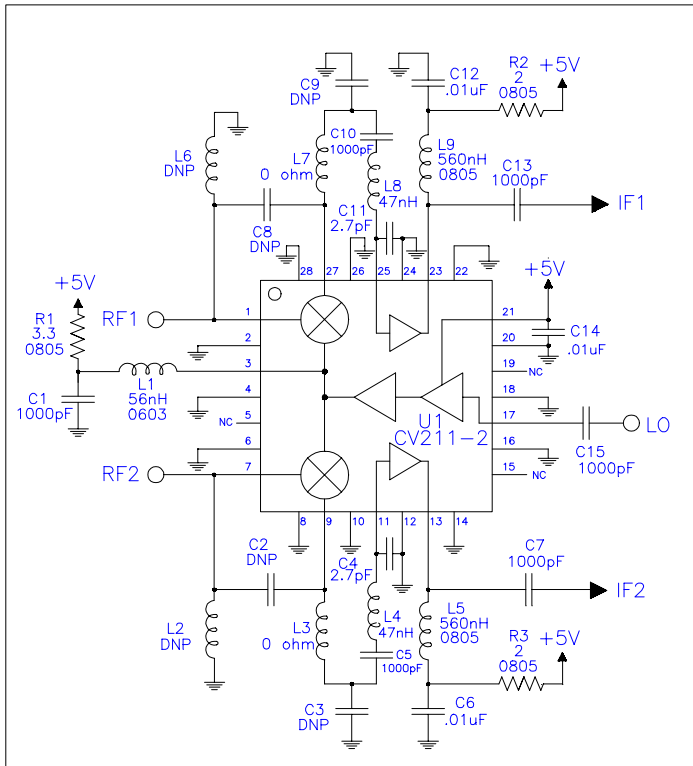 R2
2
0805
+5V
C12
.01uF
C9
DNP
C10
1000pF
L9
560nH
0805
C13
1000pF
L6
DNP
L7
0 ohm
L8
47nH
IF1
C11
2.7pF
C8
DNP
28
27
26
25
24
23
22
+5V
+5V
R1
3.3
0805
RF1
1
21
C14
.01uF
2
20
3
19
NC
L1
56nH
0603
C1
1000pF
4
18
NC
5
U1
CV211-2
17
LO
6
16
C15
1000pF
RF2
7
15
NC
8
9
10
11
12
13
14
C2
DNP
C4
2.7pF
C7
1000pF
IF2
L2
DNP
L3
0 ohm
L4
47nH
L5
560nH
0805
C5
1000pF
R3
2
0805
+5V
C3
DNP
C6
.01uF